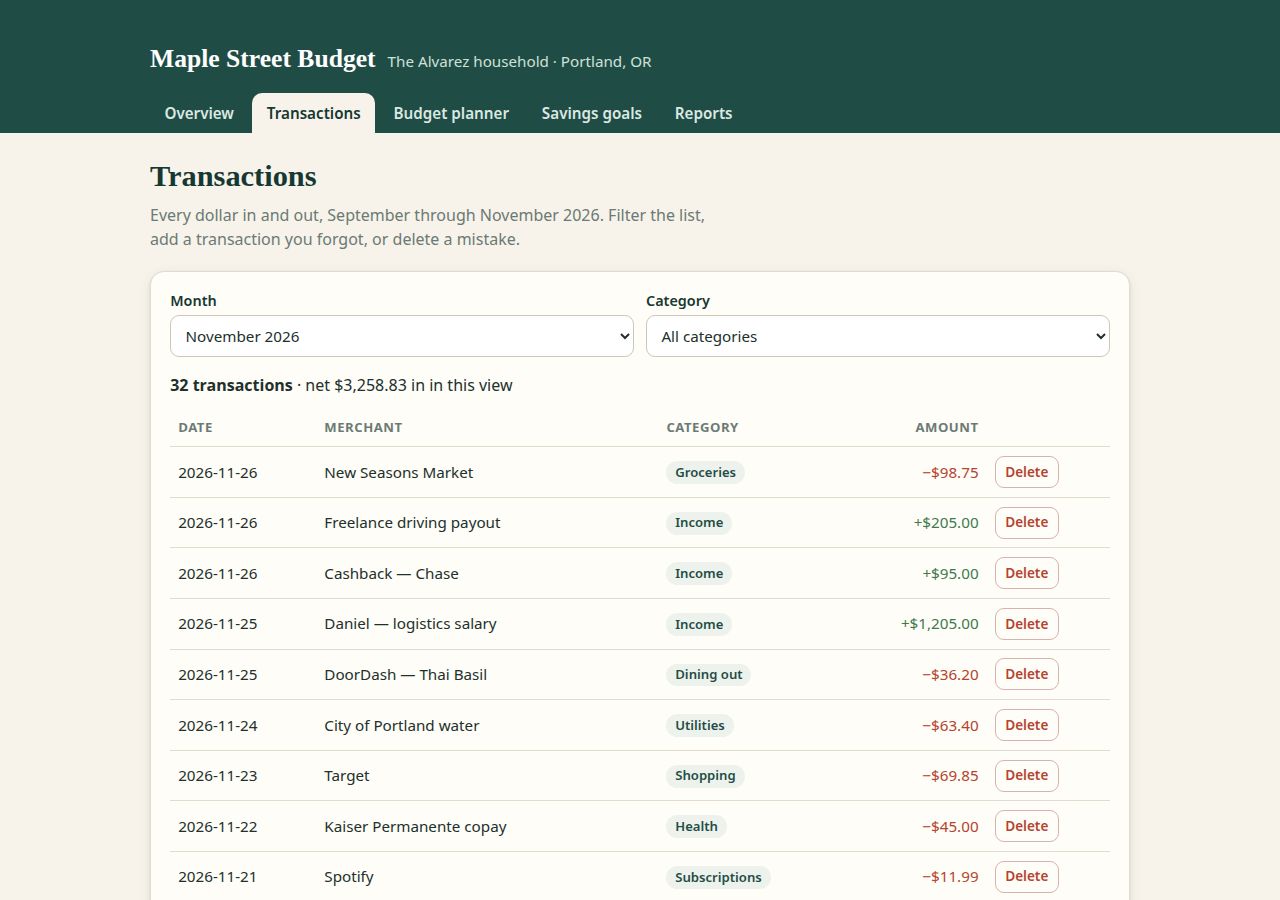 Maple Street Budget The Alvarez household · Portland, OR
Overview Transactions Budget planner Savings goals Reports
Transactions
Every dollar in and out, September through November 2026. Filter the list,
add a transaction you forgot, or delete a mistake.
Month Category
November 2026 All categories
32 transactions · net $3,258.83 in in this view
DATE MERCHANT CATEGORY AMOUNT
2026-11-26 New Seasons Market Groceries −$98.75 Delete
2026-11-26 Freelance driving payout Income +$205.00 Delete
2026-11-26 Cashback — Chase Income +$95.00 Delete
2026-11-25 Daniel — logistics salary Income +$1,205.00 Delete
2026-11-25 DoorDash — Thai Basil Dining out −$36.20 Delete
2026-11-24 City of Portland water Utilities −$63.40 Delete
2026-11-23 Target Shopping −$69.85 Delete
2026-11-22 Kaiser Permanente copay Health −$45.00 Delete
2026-11-21 Spotify Subscriptions −$11.99 Delete